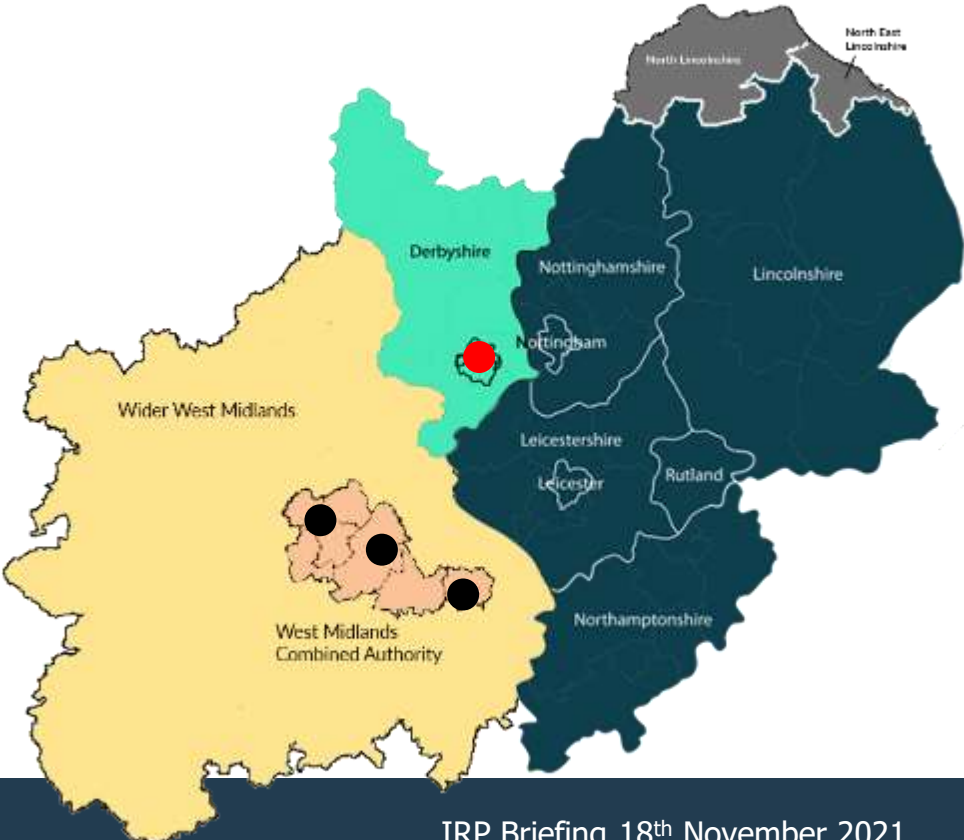 North East
Lincolnshire
North Lincolnshire
Derbyshire
Nottinghamshire
Lincolnshire
Nottingham
Wider West Midlands
Leicestershire
Rutland
Leicester
Northamptonshire
West Midlands
Combined Authority
IRP Briefing 18th November 2021